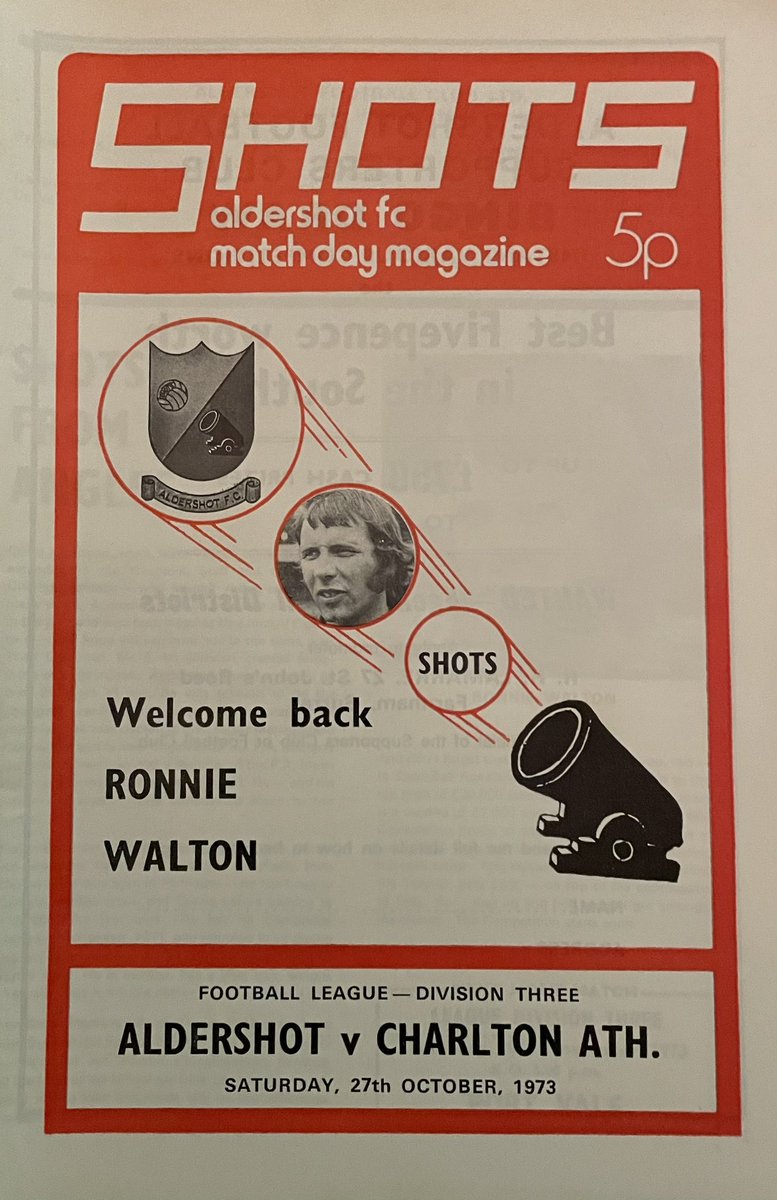 SHOTS
aldershot fc
match day magazine
5p
ALDERSHOT F.C.
SHOTS
Welcome back
RONNIE
WALTON
FOOTBALL LEAGUE — DIVISION THREE
ALDERSHOT v CHARLTON ATH.
SATURDAY, 27th OCTOBER, 1973